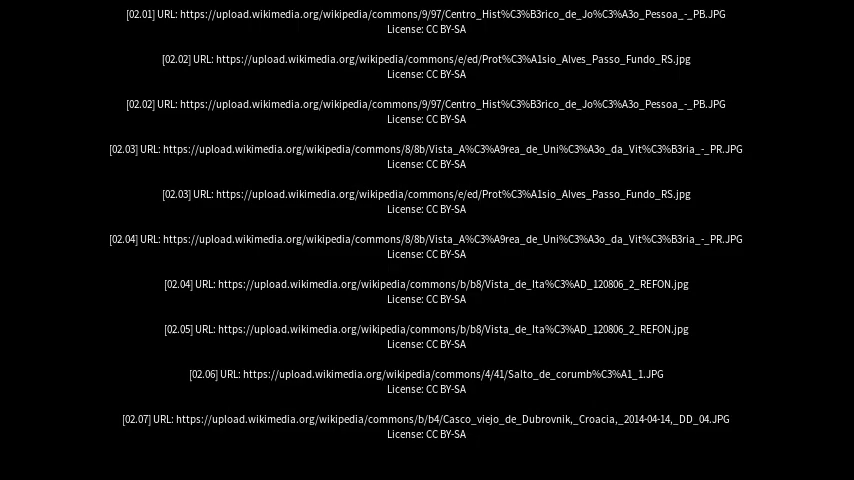 [02.01] URL: https://upload.wikimedia.org/wikipedia/commons/9/97/Centro_Hist%C3%B3rico_de_Jo%C3%A3o_Pessoa_-_PB.JPG
License: CC BY-SA
[02.02] URL: https://upload.wikimedia.org/wikipedia/commons/e/ed/Prot%C3%A1sio_Alves_Passo_Fundo_RS.jpg
License: CC BY-SA
[02.02] URL: https://upload.wikimedia.org/wikipedia/commons/9/97/Centro_Hist%C3%B3rico_de_Jo%C3%A3o_Pessoa_-_PB.JPG
License: CC BY-SA
[02.03] URL: https://upload.wikimedia.org/wikipedia/commons/8/8b/Vista_A%C3%A9rea_de_Uni%C3%A3o_da_Vit%C3%B3ria_-_PR.JPG
License: CC BY-SA
[02.03] URL: https://upload.wikimedia.org/wikipedia/commons/e/ed/Prot%C3%A1sio_Alves_Passo_Fundo_RS.jpg
License: CC BY-SA
[02.04] URL: https://upload.wikimedia.org/wikipedia/commons/8/8b/Vista_A%C3%A9rea_de_Uni%C3%A3o_da_Vit%C3%B3ria_-_PR.JPG
License: CC BY-SA
[02.04] URL: https://upload.wikimedia.org/wikipedia/commons/b/b8/Vista_de_Ita%C3%AD_120806_2_REFON.jpg
License: CC BY-SA
[02.05] URL: https://upload.wikimedia.org/wikipedia/commons/b/b8/Vista_de_Ita%C3%AD_120806_2_REFON.jpg
License: CC BY-SA
[02.06] URL: https://upload.wikimedia.org/wikipedia/commons/4/41/Salto_de_corumb%C3%A1_1.JPG
License: CC BY-SA
[02.07] URL: https://upload.wikimedia.org/wikipedia/commons/b/b4/Casco_viejo_de_Dubrovnik,_Croacia,_2014-04-14,_DD_04.JPG
License: CC BY-SA